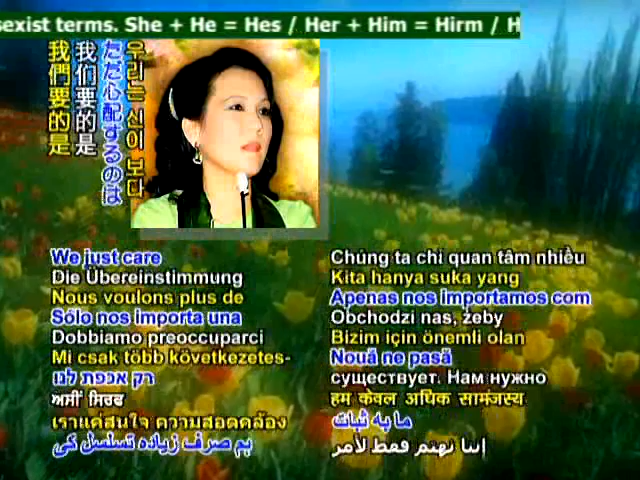 sexist terms. She + He = Hes / Her + Him = Hirm / H
우리는 신이 보다
ただ心配するのは
我们要的是
我們要的是
We just care
Die Übereinstimmung
Nous voulons plus de
Sólo nos importa una
Dobbiamo preoccuparci
Mi csak több következetes-
רק אכפת לנו
ਅਸੀਂ ਸਿਰਫ
เราแค่สนใจ ความสอดคล้อง
ہم صرف زیادہ تسلسل کی
Chúng ta chỉ quan tâm nhiều
Kita hanya suka yang
Apenas nos importamos com
Obchodzi nas, żeby
Bizim için önemli olan
Nouă ne pasă
существует. Нам нужно
हम केवल अधिक सामंजस्य
ما به ثبات
إننا نهتم فقط لأمر